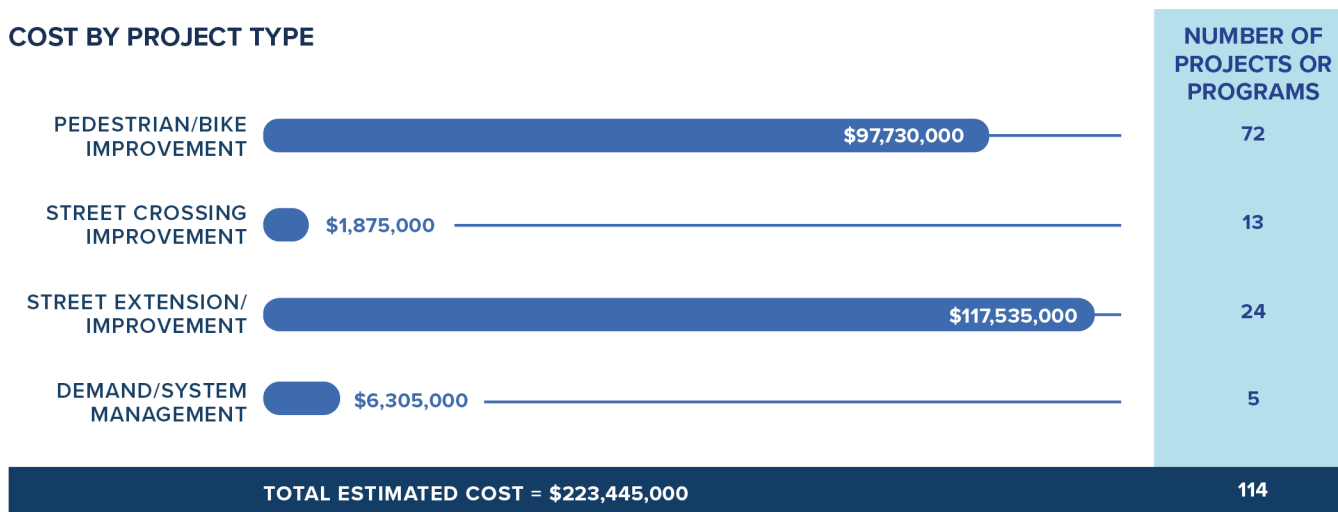 COST BY PROJECT TYPE
NUMBER OF
PROJECTS OR
PROGRAMS
PEDESTRIAN/BIKE
IMPROVEMENT
$97,730,000
72
STREET CROSSING
IMPROVEMENT
$1,875,000
13
STREET EXTENSION/
IMPROVEMENT
$117,535,000
24
DEMAND/SYSTEM
MANAGEMENT
$6,305,000
5
TOTAL ESTIMATED COST = $223,445,000
114